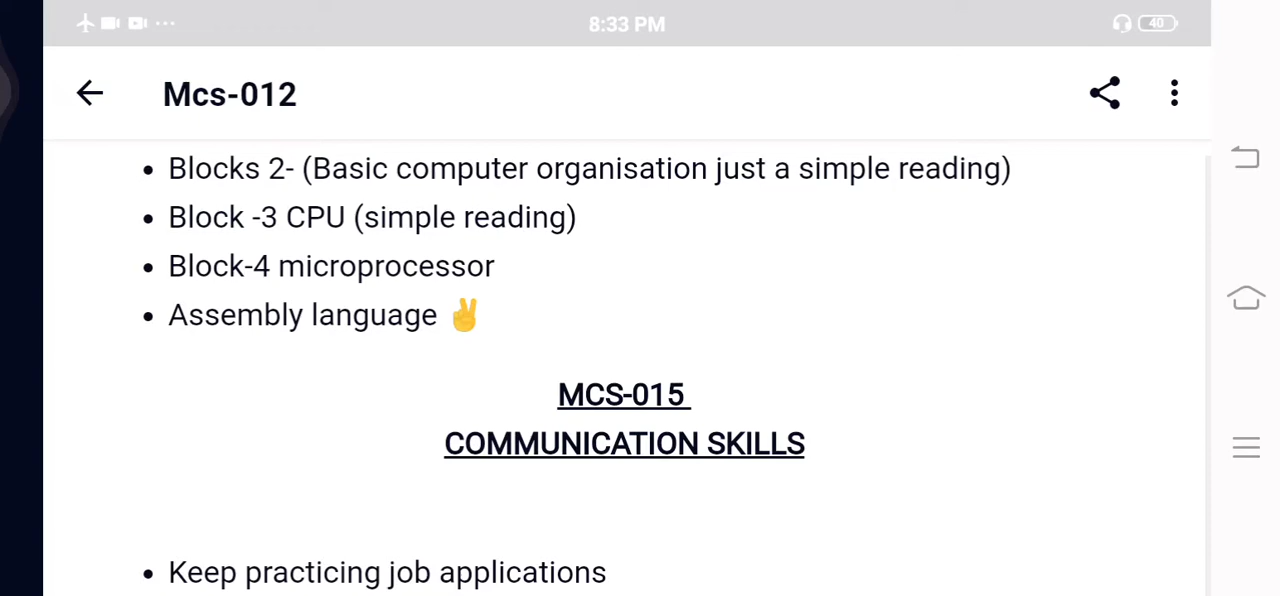 8:33 PM
40
Mcs-012
• Blocks 2- (Basic computer organisation just a simple reading)
• Block -3 CPU (simple reading)
• Block-4 microprocessor
• Assembly language ✌
MCS-015
COMMUNICATION SKILLS
• Keep practicing job applications